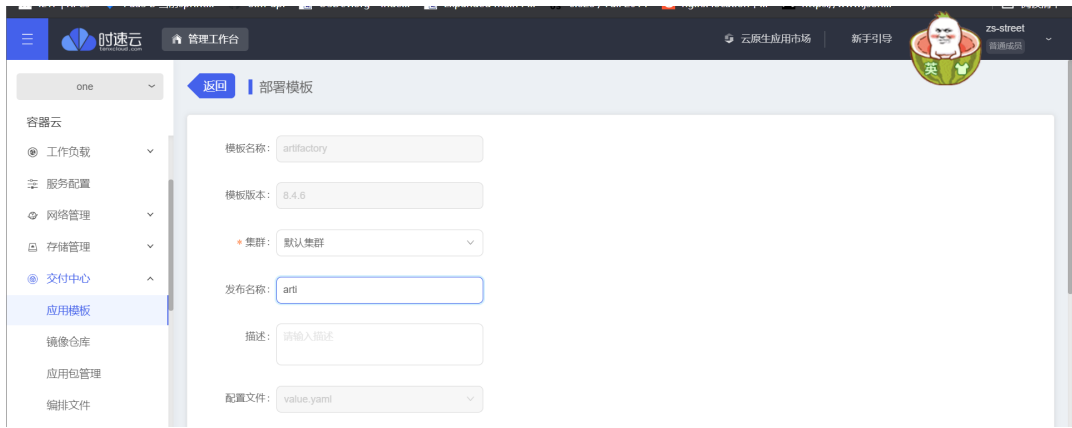 时速云
tenxcloud.com
管理工作台
云原生应用市场
新手引导
zs-street
普通成员
英
one
返回
部署模板
容器云
工作负载
服务配置
网络管理
存储管理
交付中心
应用模板
镜像仓库
应用包管理
编排文件
模板名称: artifactory
模板版本: 8.4.6
* 集群: 默认集群
发布名称: arti
描述: 请输入描述
配置文件: value.yaml